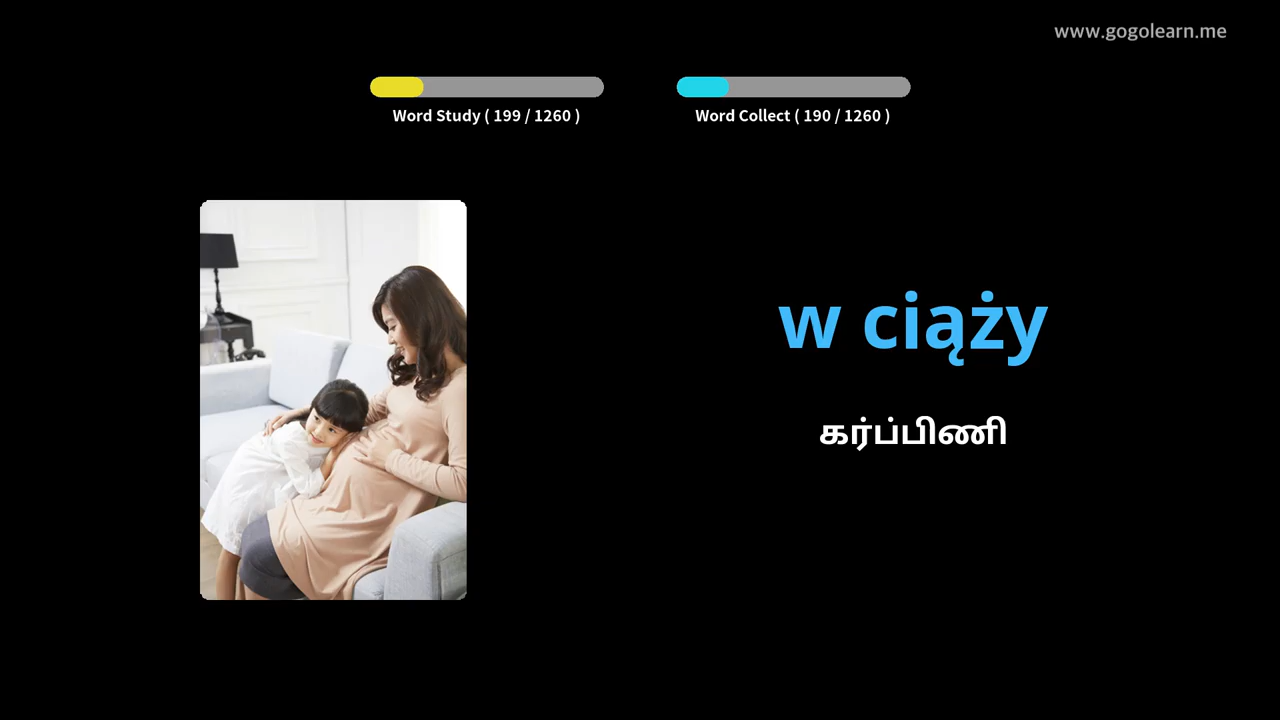 www.gogolearn.me
Word Study ( 199 / 1260 )
Word Collect ( 190 / 1260 )
w ciąży
கர்ப்பிணி